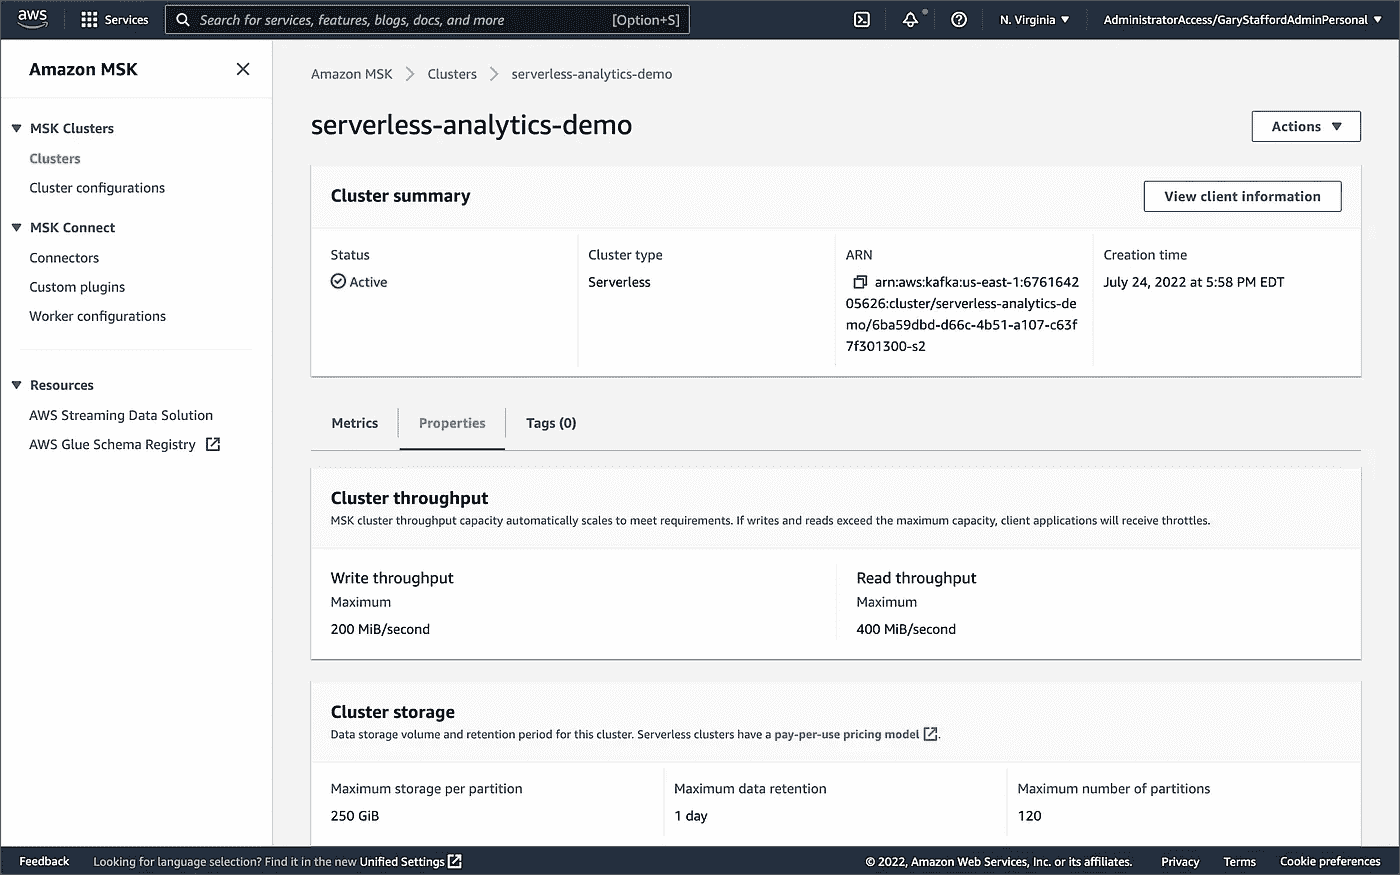 aws
Services
Search for services, features, blogs, docs, and more [Option+S]
N. Virginia
AdministratorAccess/GaryStaffordAdminPersonal
Amazon MSK
MSK Clusters
Clusters
Cluster configurations
MSK Connect
Connectors
Custom plugins
Worker configurations
Resources
AWS Streaming Data Solution
AWS Glue Schema Registry
Amazon MSK > Clusters > serverless-analytics-demo
serverless-analytics-demo
Actions
Cluster summary
View client information
Status
Active
Cluster type
Serverless
ARN
arn:aws:kafka:us-east-1:6761642
05626:cluster/serverless-analytics-de
mo/6ba59dbd-d66c-4b51-a107-c63f
7f301300-s2
Creation time
July 24, 2022 at 5:58 PM EDT
Metrics
Properties
Tags (0)
Cluster throughput
MSK cluster throughput capacity automatically scales to meet requirements. If writes and reads exceed the maximum capacity, client applications will receive throttles.
Write throughput
Maximum
200 MiB/second
Read throughput
Maximum
400 MiB/second
Cluster storage
Data storage volume and retention period for this cluster. Serverless clusters have a pay-per-use pricing model.
Maximum storage per partition
250 GiB
Maximum data retention
1 day
Maximum number of partitions
120
Feedback
Looking for language selection? Find it in the new Unified Settings
© 2022, Amazon Web Services, Inc. or its affiliates.
Privacy
Terms
Cookie preferences